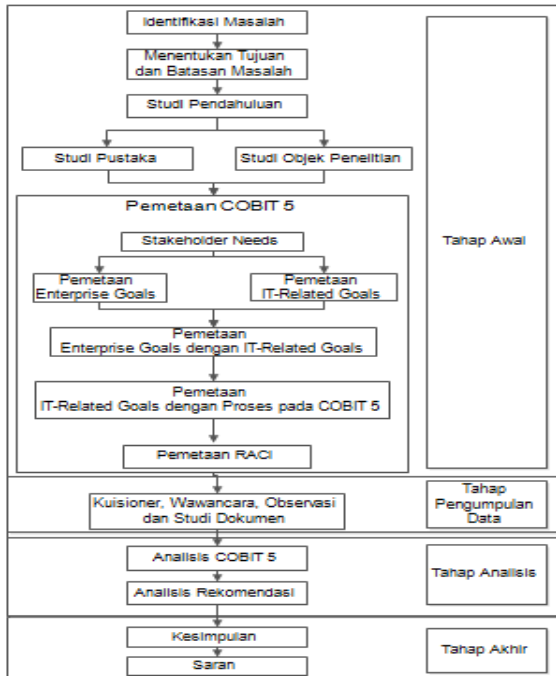 Identifikasi Masalah
Menentukan Tujuan
dan Batasan Masalah
Studi Pendahuluan
Studi Pustaka
Studi Objek Penelitian
Pemetaan COBIT 5
Stakeholder Needs
Pemetaan
Enterprise Goals
Pemetaan
IT-Related Goals
Pemetaan
Enterprise Goals dengan IT-Related Goals
Pemetaan
IT-Related Goals dengan Proses pada COBIT 5
Pemetaan RACI
Tahap Awal
Kuisioner, Wawancara, Observasi
dan Studi Dokumen
Tahap
Pengumpulan
Data
Analisis COBIT 5
Analisis Rekomendasi
Tahap Analisis
Kesimpulan
Saran
Tahap Akhir